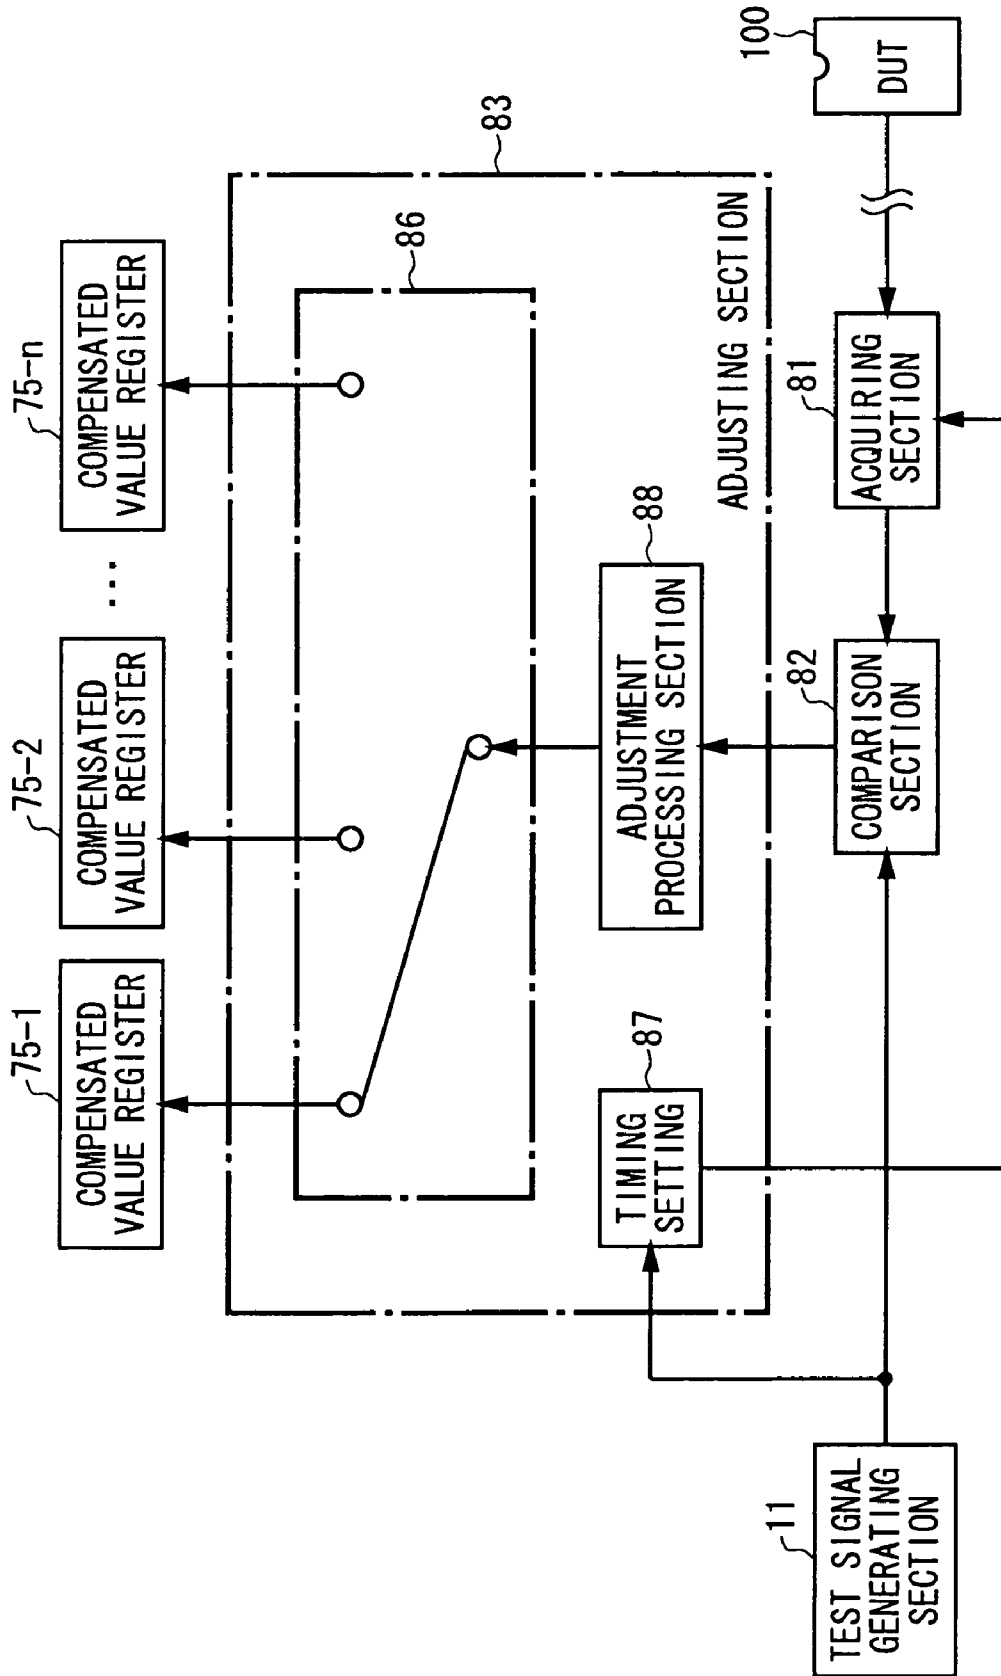 75-1
COMPENSATED
VALUE REGISTER
75-2
COMPENSATED
VALUE REGISTER
...
75-n
COMPENSATED
VALUE REGISTER
83
86
ADJUSTING SECTION
87
TIMING
SETTING
88
ADJUSTMENT
PROCESSING SECTION
11
TEST SIGNAL
GENERATING
SECTION
82
COMPARISON
SECTION
81
ACQUIRING
SECTION
100
DUT